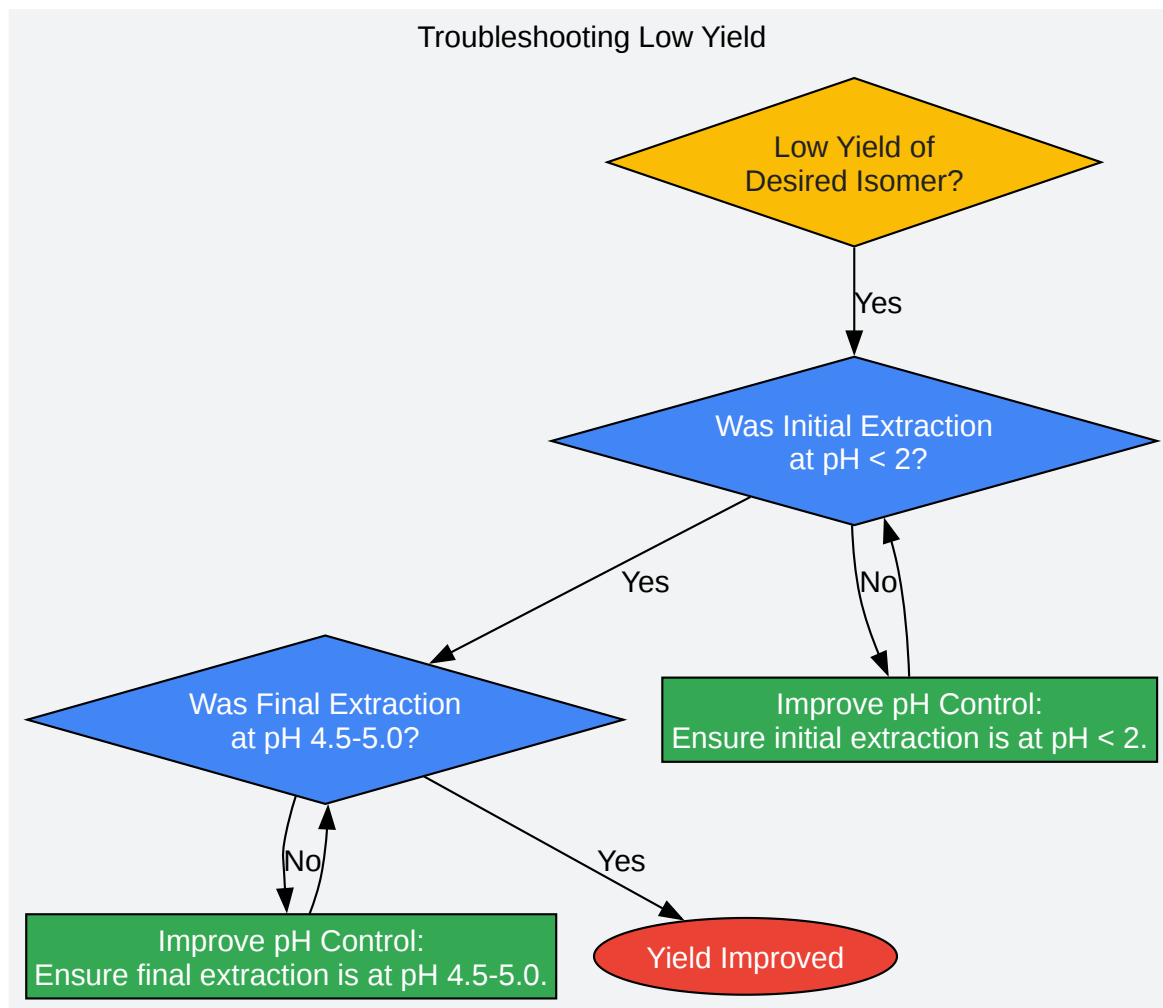 Troubleshooting Low Yield
Low Yield of
Desired Isomer?
Yes
Was Initial Extraction
at pH < 2?
Yes
No
Was Final Extraction
at pH 4.5-5.0?
Improve pH Control:
Ensure initial extraction is at pH < 2.
No
Yes
Improve pH Control:
Ensure final extraction is at pH 4.5-5.0.
Yield Improved